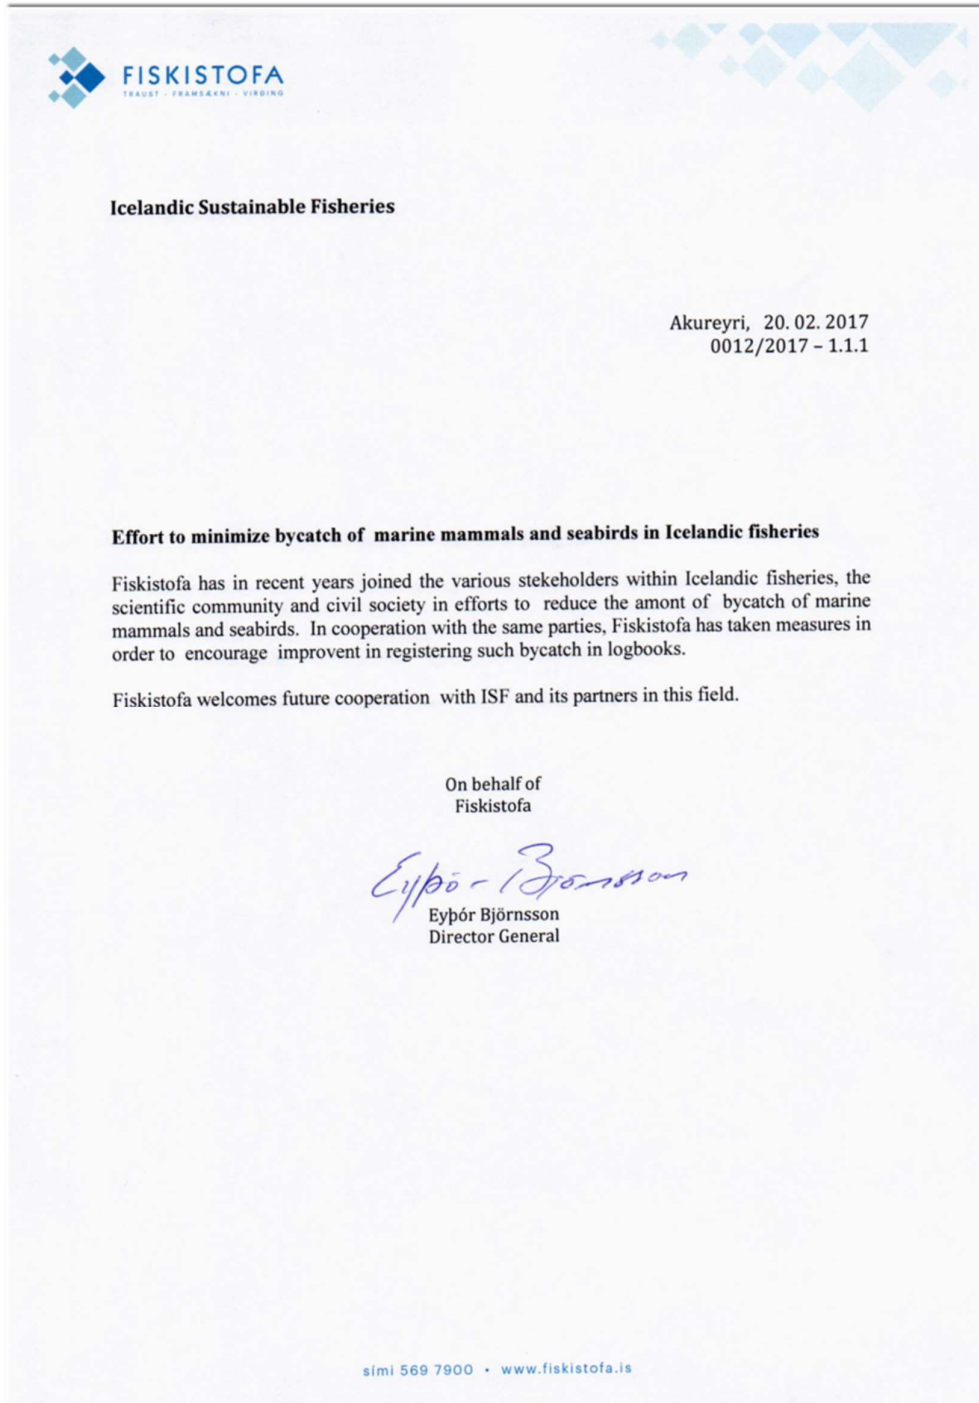 FISKISTOFA
TRAUST - FRAMSÆKNI - VIRÐING
Icelandic Sustainable Fisheries
Akureyri, 20. 02. 2017
0012/2017 – 1.1.1
Effort to minimize bycatch of marine mammals and seabirds in Icelandic fisheries
Fiskistofa has in recent years joined the various stekeholders within Icelandic fisheries, the
scientific community and civil society in efforts to reduce the amont of bycatch of marine
mammals and seabirds. In cooperation with the same parties, Fiskistofa has taken measures in
order to encourage improvent in registering such bycatch in logbooks.
Fiskistofa welcomes future cooperation with ISF and its partners in this field.
On behalf of
Fiskistofa
Eyþór Björnsson
Eyþór Björnsson
Director General
sími 569 7900 • www.fiskistofa.is